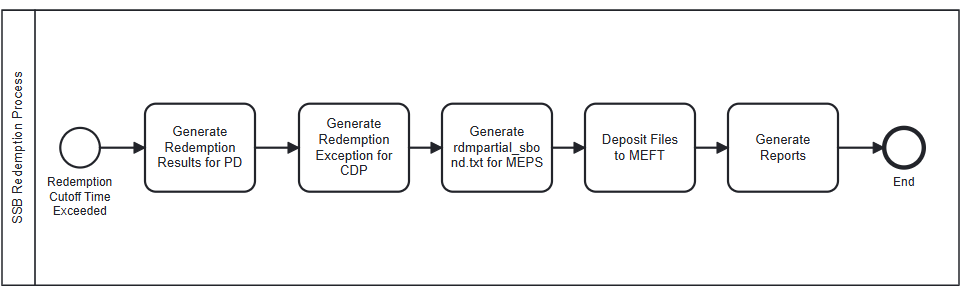 SSB Redemption Process
Redemption
Cutoff Time
Exceeded
Generate
Redemption
Results for PD
Generate
Redemption
Exception for
CDP
Generate
rdmpartial_sbo
nd.txt for MEPS
Deposit Files
to MEFT
Generate
Reports
End